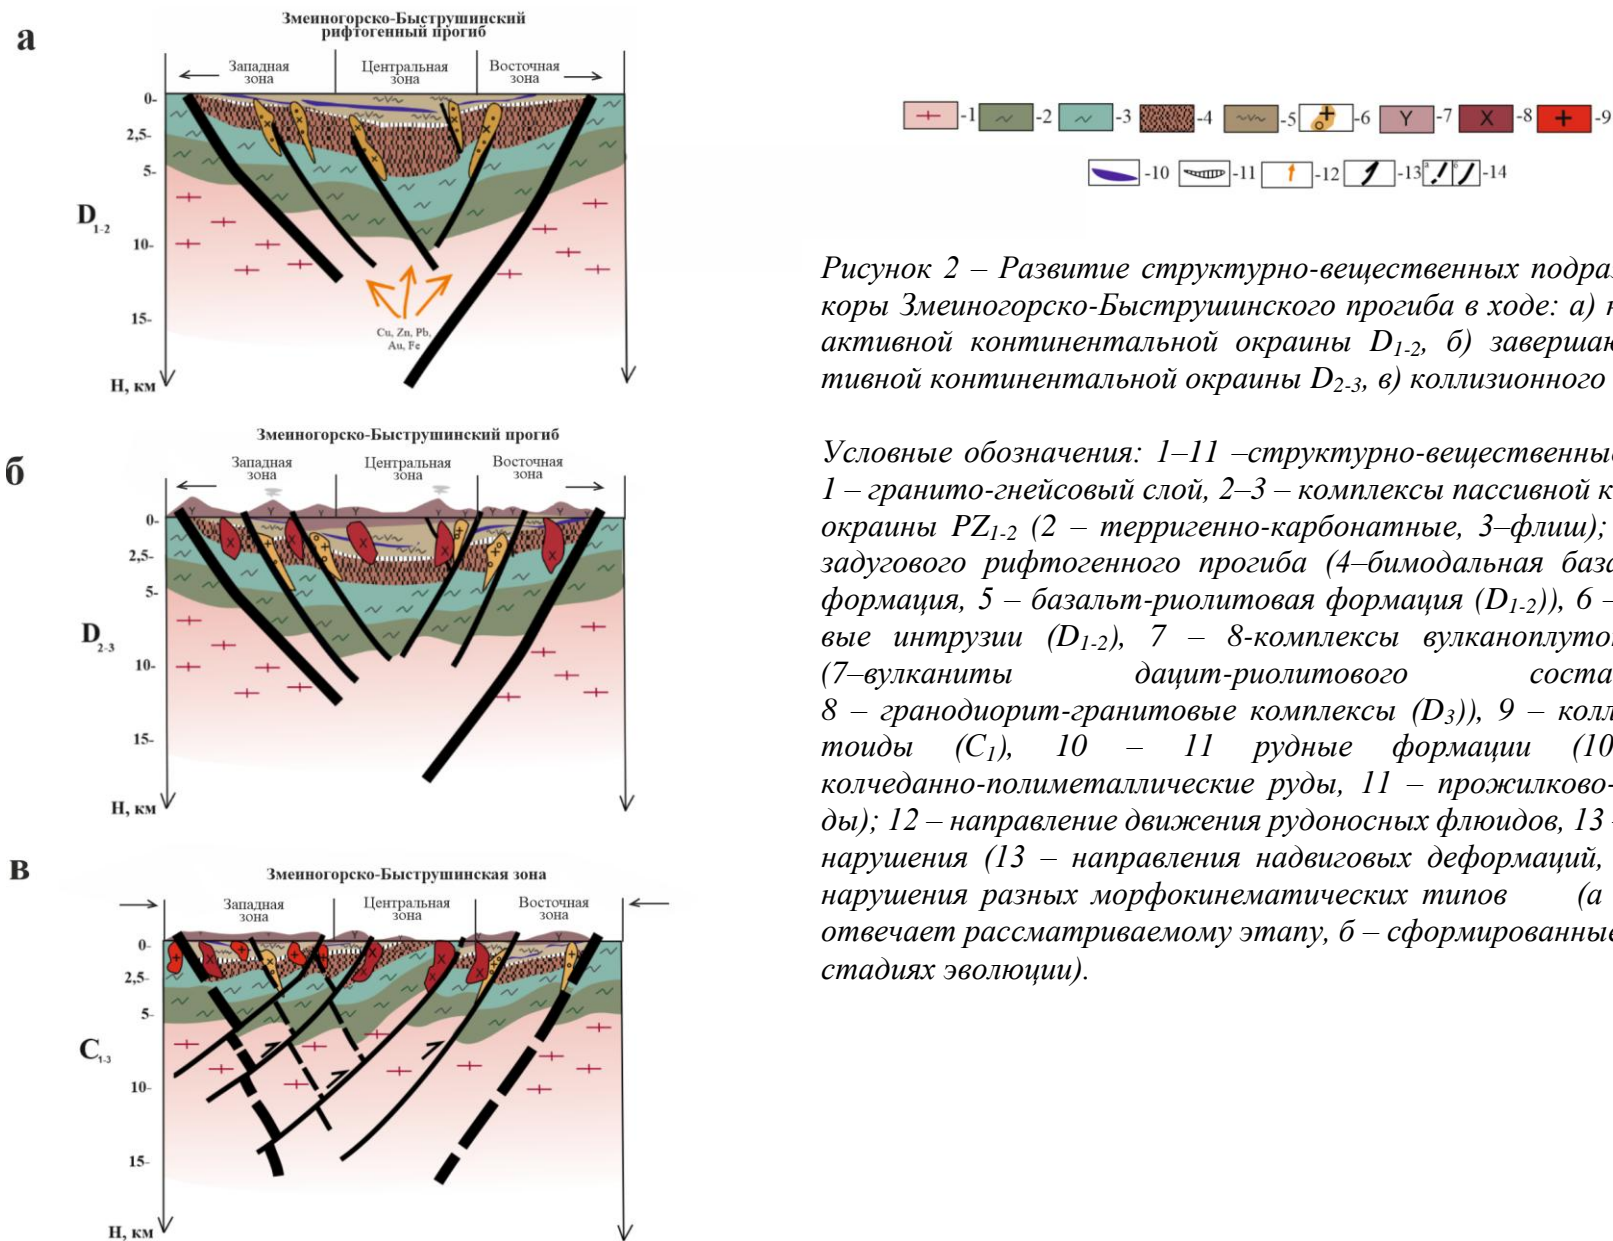 а
Змеиногорско-Быструшинский
рифтогенный прогиб
Западная
зона
Центральная
зона
Восточная
зона
0-
2,5-
5-
10-
15-
D1-2
Cu, Zn, Pb,
Au, Fe
Н, км
б
Змеиногорско-Быструшинский прогиб
Западная
зона
Центральная
зона
Восточная
зона
0-
2,5-
5-
10-
15-
D2-3
Н, км
в
Змеиногорско-Быструшинская зона
Западная
зона
Центральная
зона
Восточная
зона
0-
2,5-
5-
10-
15-
C1-3
Н, км
-1 -2 -3 -4 -5 -6 -7 -8 -9
-10 -11 -12 -13 -14
Рисунок 2 – Развитие структурно-вещественных подраз
коры Змеиногорско-Быструшинского прогиба в ходе: а) н
активной континентальной окраины D1-2, б) завершаю
тивной континентальной окраины D2-3, в) коллизионного
Условные обозначения: 1–11 –структурно-вещественные
1 – гранито-гнейсовый слой, 2–3 – комплексы пассивной к
окраины PZ1-2 (2 – терригенно-карбонатные, 3–флиш);
задугового рифтогенного прогиба (4–бимодальная база
формация, 5 – базальт-риолитовая формация (D1-2)), 6 –
вые интрузии (D1-2), 7 – 8-комплексы вулканоплутон
(7–вулканиты дацит-риолитового соста
8 – гранодиорит-гранитовые комплексы (D3)), 9 – колл
тоиды (C1), 10 – 11 рудные формации (10
колчеданно-полиметаллические руды, 11 – прожилково-
ды); 12 – направление движения рудоносных флюидов, 13 –
нарушения (13 – направления надвиговых деформаций,
нарушения разных морфокинематических типов (а
отвечает рассматриваемому этапу, б – сформированные
стадиях эволюции).